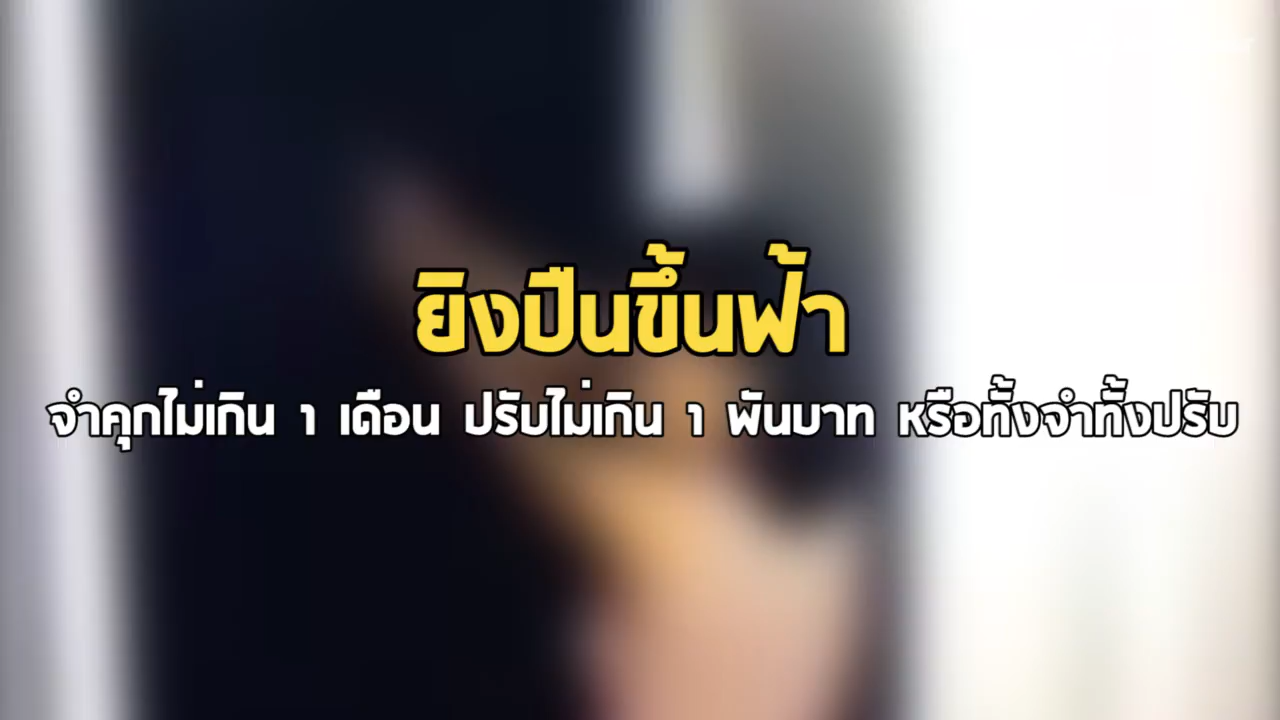 ยิงปืนขึ้นฟ้า
จำคุกไม่เกิน 1 เดือน ปรับไม่เกิน 1 พันบาท หรือทั้งจำทั้งปรับ